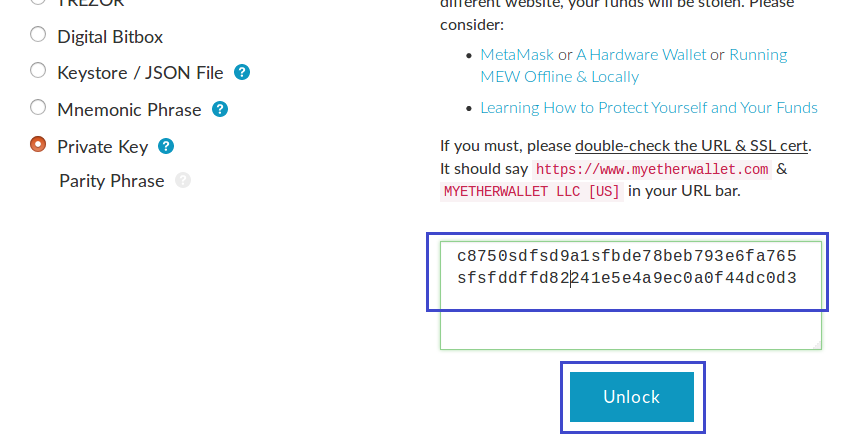 TREZOR
Digital Bitbox
Keystore / JSON File ?
Mnemonic Phrase ?
Private Key ?
Parity Phrase ?
different website, your funds will be stolen. Please
consider:
• MetaMask or A Hardware Wallet or Running
MEW Offline & Locally
• Learning How to Protect Yourself and Your Funds
If you must, please double-check the URL & SSL cert.
It should say https://www.myetherwallet.com &
MYETHERWALLET LLC [US] in your URL bar.
c8750sdfsd9a1sfbde78beb793e6fa765
sfsfddffd82241e5e4a9ec0a0f44dc0d3
Unlock